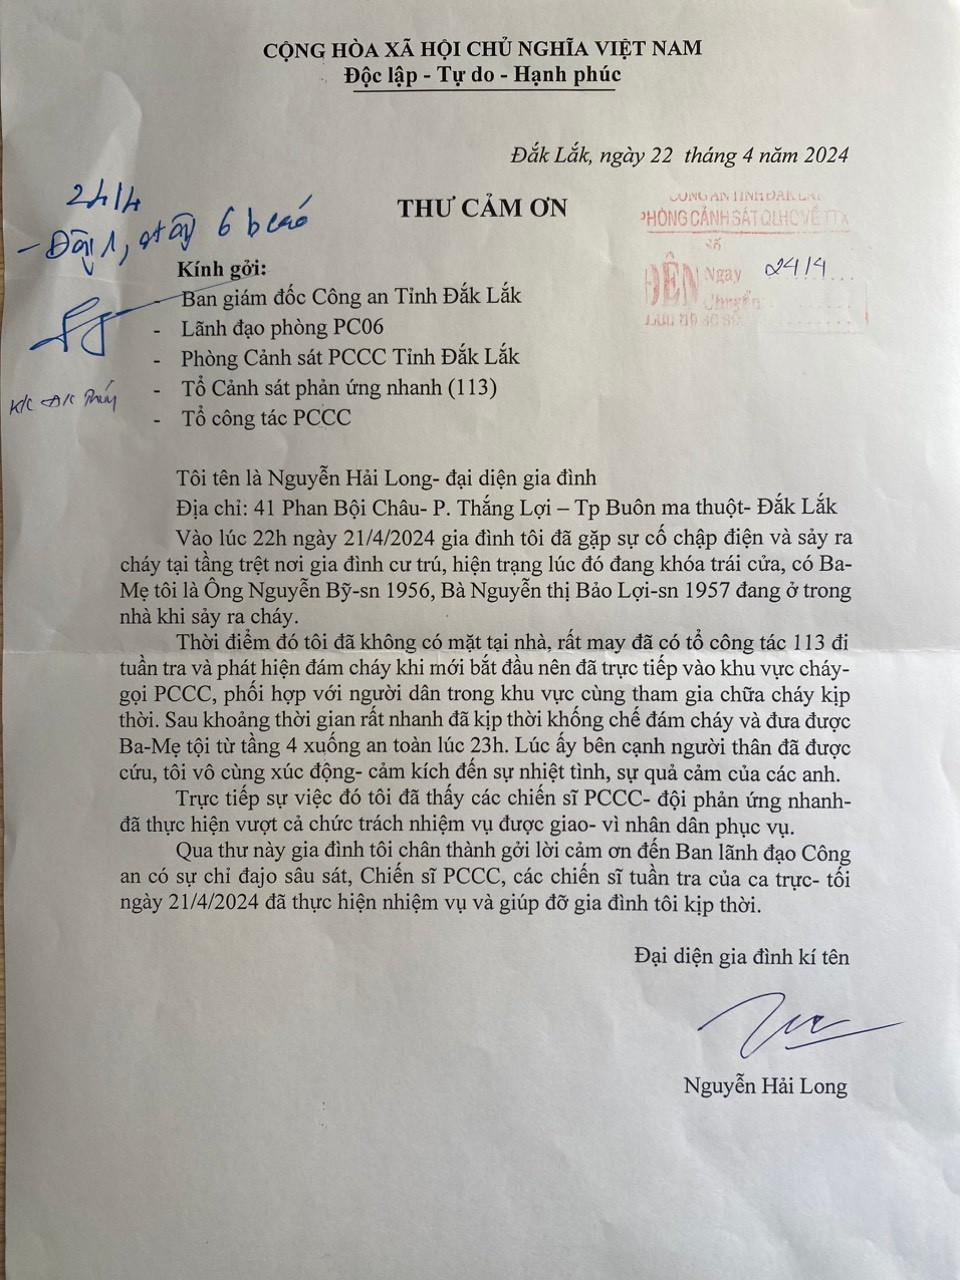 CỘNG HÒA XÃ HỘI CHỦ NGHĨA VIỆT NAM
Độc lập - Tự do - Hạnh phúc
Đắk Lắk, ngày 22 tháng 4 năm 2024
24/4
THƯ CẢM ƠN
CÔNG AN TỈNH ĐẮK LẮK
PHÒNG CẢNH SÁT QLHC VỀ TTXH
Số
ĐẾN Ngày 24/4
Chuyển
Lưu hồ sơ số
- Đội 1, 6 b cáo
Kính gởi:
- Ban giám đốc Công an Tỉnh Đắk Lắk
- Lãnh đạo phòng PC06
- Phòng Cảnh sát PCCC Tỉnh Đắk Lắk
- Tổ Cảnh sát phản ứng nhanh (113)
- Tổ công tác PCCC
Tôi tên là Nguyễn Hải Long- đại diện gia đình
Địa chỉ: 41 Phan Bội Châu- P. Thắng Lợi – Tp Buôn ma thuột- Đắk Lắk
Vào lúc 22h ngày 21/4/2024 gia đình tôi đã gặp sự cố chập điện và sảy ra
cháy tại tầng trệt nơi gia đình cư trú, hiện trạng lúc đó đang khóa trái cửa, có Ba-
Mẹ tôi là Ông Nguyễn Bỹ-sn 1956, Bà Nguyễn thị Bảo Lợi-sn 1957 đang ở trong
nhà khi sảy ra cháy.
Thời điểm đó tôi đã không có mặt tại nhà, rất may đã có tổ công tác 113 đi
tuần tra và phát hiện đám cháy khi mới bắt đầu nên đã trực tiếp vào khu vực cháy-
gọi PCCC, phối hợp với người dân trong khu vực cùng tham gia chữa cháy kịp
thời. Sau khoảng thời gian rất nhanh đã kịp thời khống chế đám cháy và đưa được
Ba-Mẹ tội từ tầng 4 xuống an toàn lúc 23h. Lúc ấy bên cạnh người thân đã được
cứu, tôi vô cùng xúc động- cảm kích đến sự nhiệt tình, sự quả cảm của các anh.
Trực tiếp sự việc đó tôi đã thấy các chiến sĩ PCCC- đội phản ứng nhanh-
đã thực hiện vượt cả chức trách nhiệm vụ được giao- vì nhân dân phục vụ.
Qua thư này gia đình tôi chân thành gởi lời cảm ơn đến Ban lãnh đạo Công
an có sự chỉ đajo sâu sát, Chiến sĩ PCCC, các chiến sĩ tuần tra của ca trực- tối
ngày 21/4/2024 đã thực hiện nhiệm vụ và giúp đỡ gia đình tôi kịp thời.
Đại diện gia đình kí tên
Nguyễn Hải Long